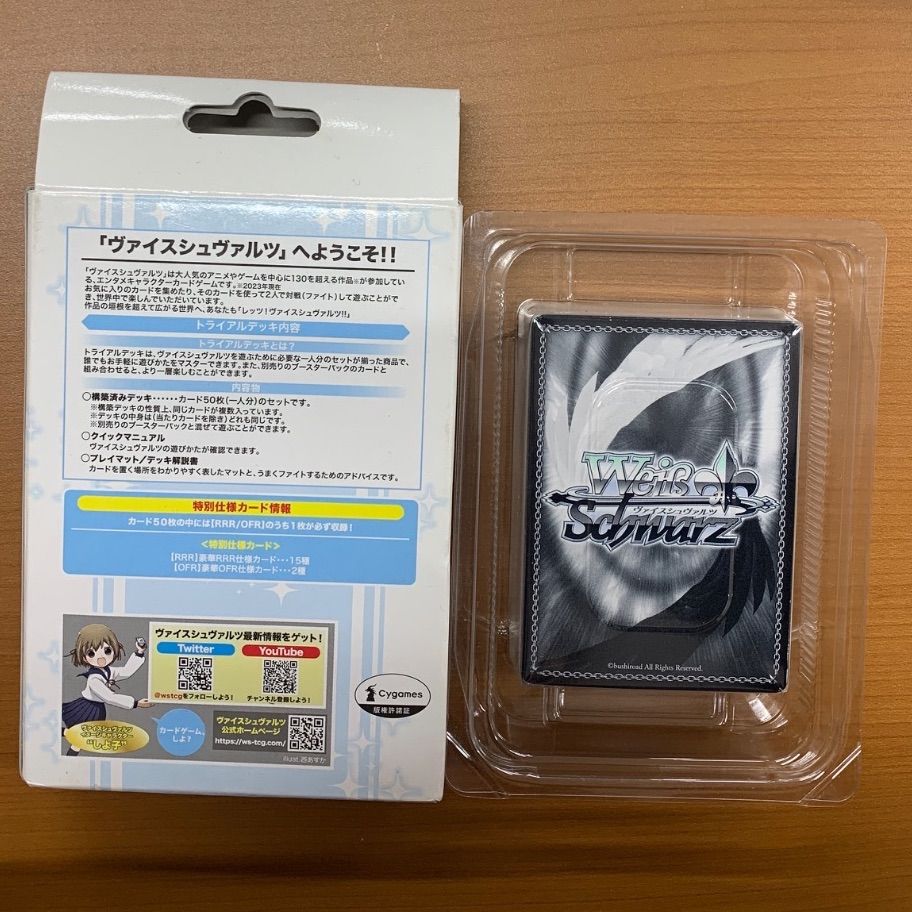 「ヴァイスシュヴァルツ」へようこそ!!
「ヴァイスシュヴァルツ」は大人気のアニメやゲームを中心に130を超える作品※が参加してい
る、エンタメキャラクターカードゲームです。※2023年現在
お気に入りのカードを集めたり、そのカードを使って2人で対戦(ファイト)して遊ぶことがで
き、世界中で楽しんでいただいています。
作品の垣根を超えて広がる世界へ、あなたも「レッツ!ヴァイスシュヴァルツ!!」
トライアルデッキ内容
トライアルデッキとは?
トライアルデッキは、ヴァイスシュヴァルツを遊ぶために必要な一人分のセットが揃った商品で、
誰でもお手軽に遊びかたをマスターできます。また、別売りのブースターパックのカードと
組み合わせると、より一層楽しむことができます。
内容物
○構築済みデッキ‥‥‥カード50枚(一人分)のセットです。
※構築デッキの性質上、同じカードが複数入っています。
※デッキの中身は(当たりカードを除き)どれも同じです。
※別売りのブースターパックと混ぜて遊ぶことができます。
○クイックマニュアル
ヴァイスシュヴァルツの遊びかたが確認できます。
○プレイマット/デッキ解説書
カードを置く場所をわかりやすく表したマットと、うまくファイトするためのアドバイスです。
特別仕様カード情報
カード50枚の中には【RRR/OFR】のうち1枚が必ず収録!
<特別仕様カード>
【RRR】豪華RRR仕様カード・・・15種
【OFR】豪華OFR仕様カード・・・2種
ヴァイスシュヴァルツ最新情報をゲット!
Twitter
YouTube
@wstcgをフォローしよう!
チャンネル登録しよう!
ヴァイスシュヴァルツ
イメージキャラクター
"しよ子"
カードゲーム、
しよ?
ヴァイスシュヴァルツ
公式ホームページ
https://ws-tcg.com/
illust.西あすか
Cygames
版権許諾証
Weiß
ヴァイスシュヴァルツ
Schwarz
©bushiroad All Rights Reserved.